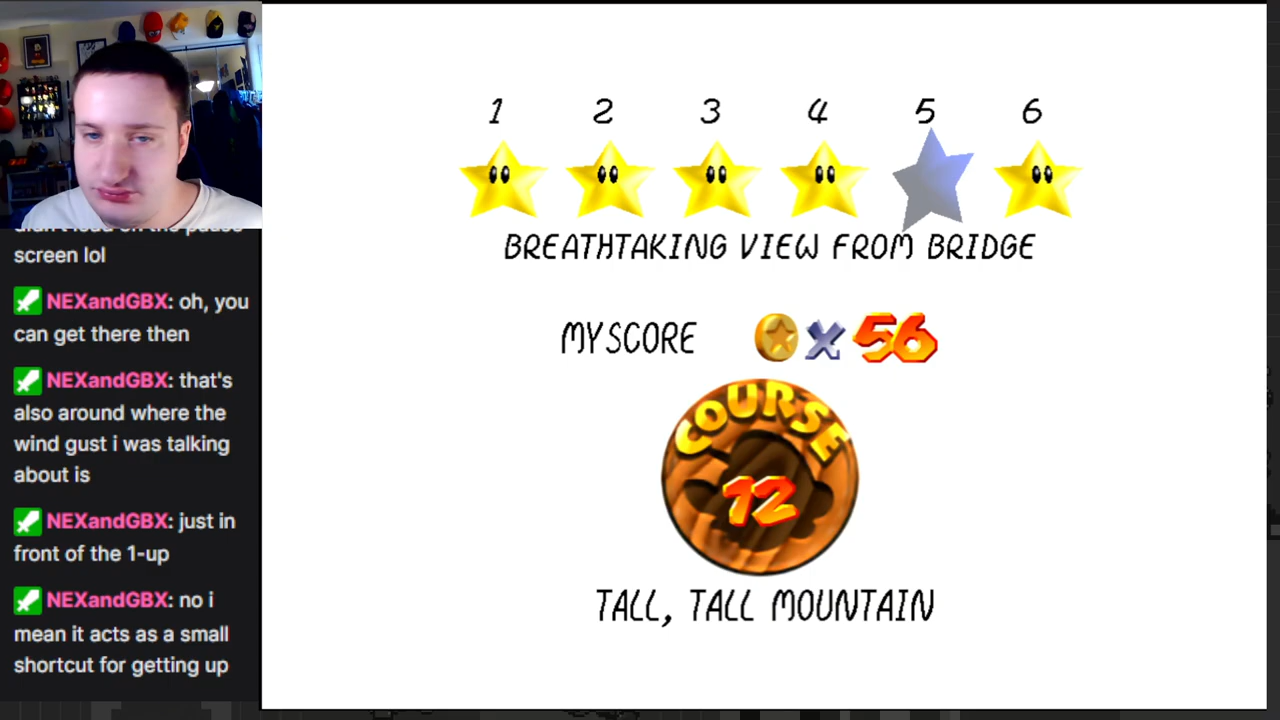 1 2 3 4 5 6
BREATHTAKING VIEW FROM BRIDGE
MY SCORE x 56
COURSE
12
TALL, TALL MOUNTAIN
screen lol
NEXandGBX: oh, you
can get there then
NEXandGBX: that's
also around where the
wind gust i was talking
about is
NEXandGBX: just in
front of the 1-up
NEXandGBX: no i
mean it acts as a small
shortcut for getting up